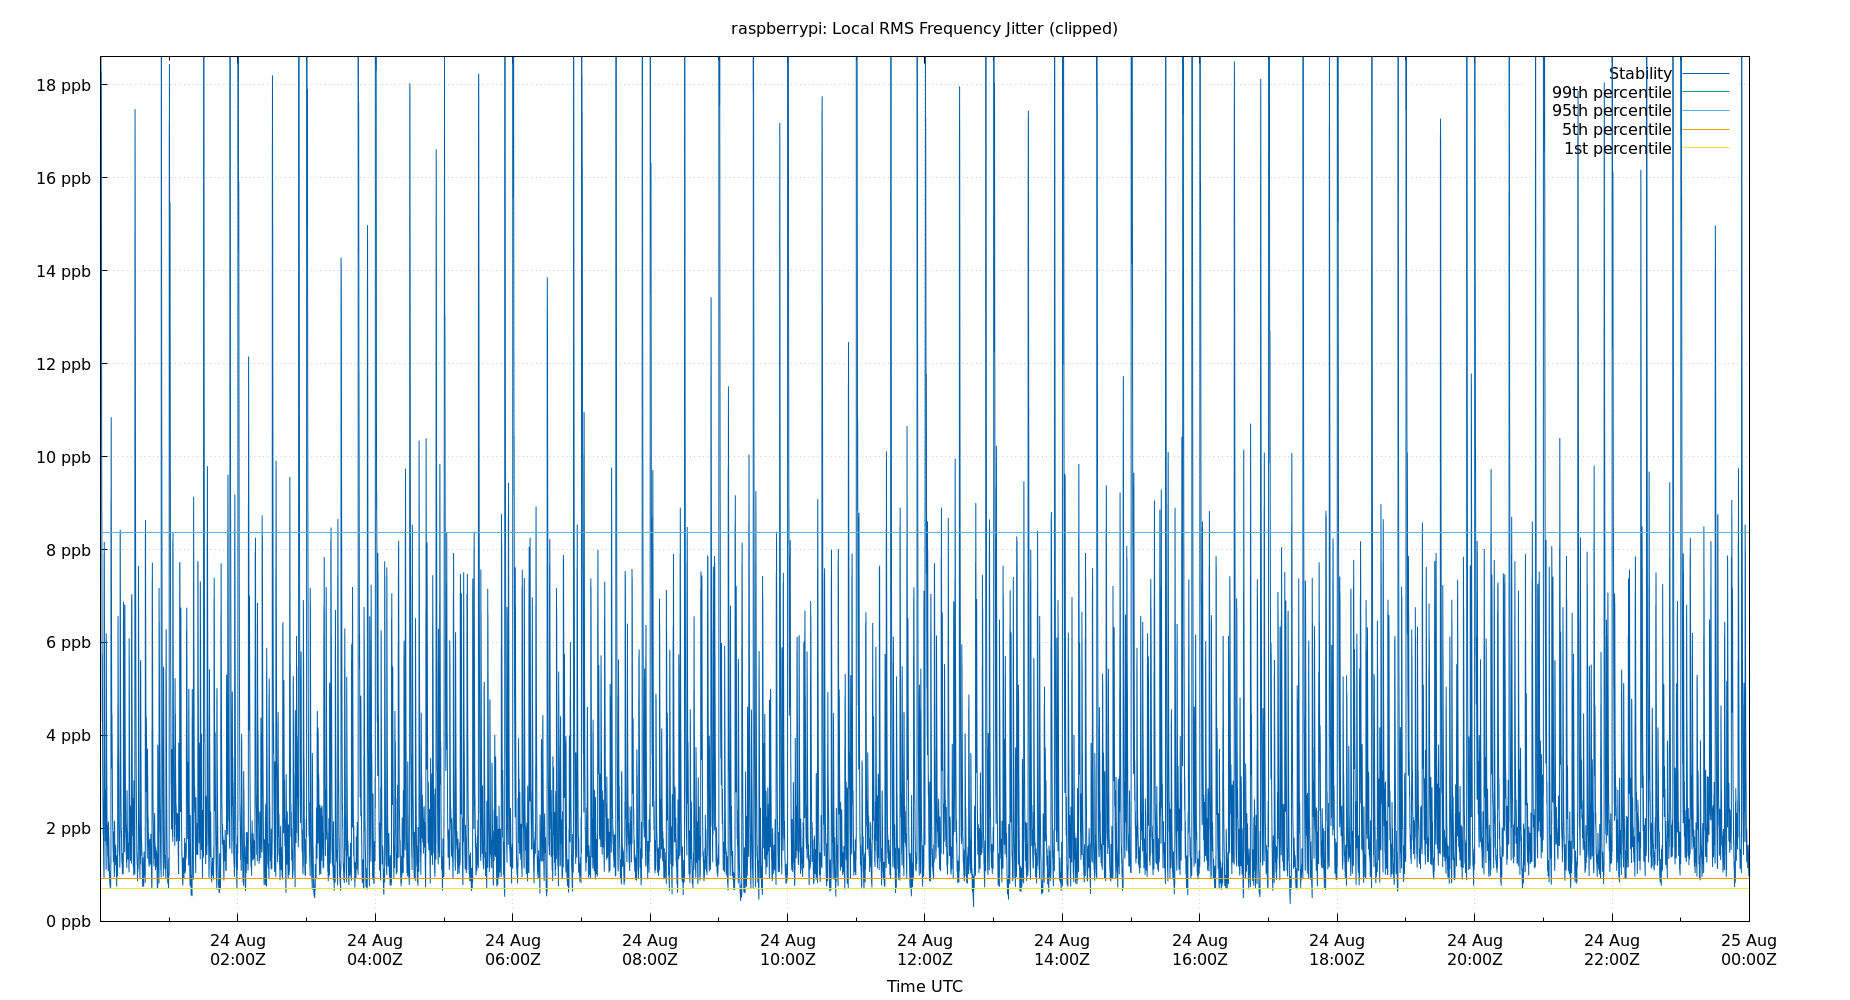 raspberrypi: Local RMS Frequency Jitter (clipped)
18 ppb
16 ppb
14 ppb
12 ppb
10 ppb
8 ppb
6 ppb
4 ppb
2 ppb
0 ppb
Stability
99th percentile
95th percentile
5th percentile
1st percentile
24 Aug 24 Aug 24 Aug 24 Aug 24 Aug 24 Aug 24 Aug 24 Aug 24 Aug 24 Aug 24 Aug 25 Aug
02:00Z 04:00Z 06:00Z 08:00Z 10:00Z 12:00Z 14:00Z 16:00Z 18:00Z 20:00Z 22:00Z 00:00Z
Time UTC